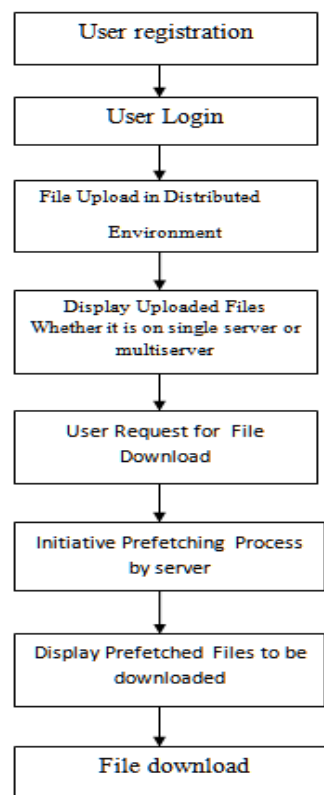 User registration
User Login
File Upload in Distributed
Environment
Display Uploaded Files
Whether it is on single server or
multiserver
User Request for File
Download
Initiative Prefetching Process
by server
Display Prefetched Files to be
downloaded
File download